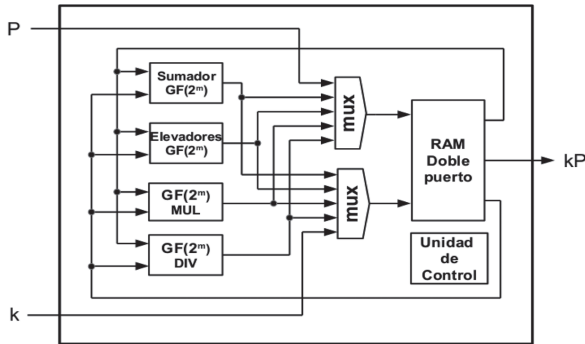 P
Sumador
GF(2ᵐ)
Elevadores
GF(2ᵐ)
GF(2ᵐ)
MUL
GF(2ᵐ)
DIV
mux
mux
RAM
Doble
puerto
kP
Unidad
de
Control
k